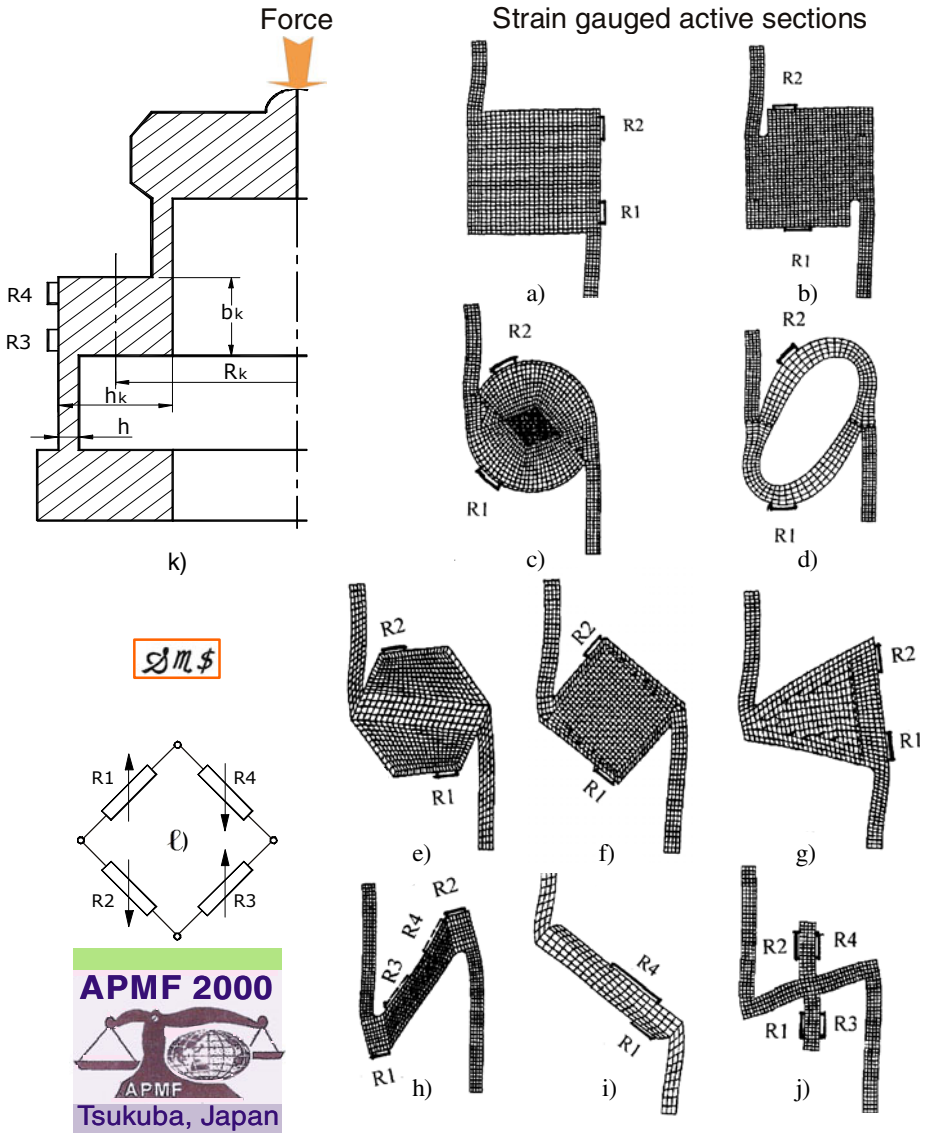 Force
Strain gauged active sections
R4
R3
bk
Rk
hk
h
k)
R2
R1
a)
R2
R1
b)
R2
R1
c)
R2
R1
d)
SM$
R1
R4
ℓ)
R2
R3
R2
R1
e)
R2
R1
f)
R2
R1
g)
R2
R4
R3
R1
h)
R4
R1
i)
R2
R4
R1
R3
j)
APMF 2000
APMF
Tsukuba, Japan